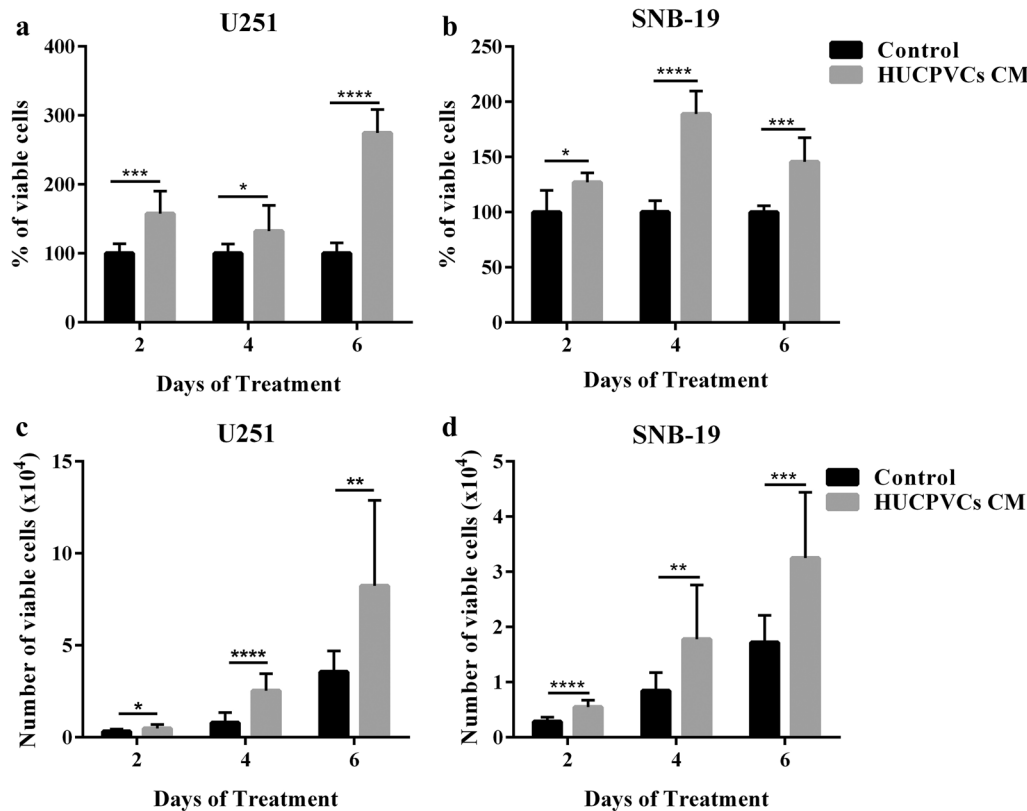 a
U251
400
300
200
100
0
% of viable cells
***
*
****
2
4
6
Days of Treatment
b
SNB-19
250
200
150
100
50
0
% of viable cells
*
****
***
2
4
6
Days of Treatment
Control
HUCPVCs CM
c
U251
15
10
5
0
Number of viable cells (x10⁴)
*
****
**
2
4
6
Days of Treatment
d
SNB-19
5
4
3
2
1
0
Number of viable cells (x10⁴)
****
**
***
2
4
6
Days of Treatment
Control
HUCPVCs CM